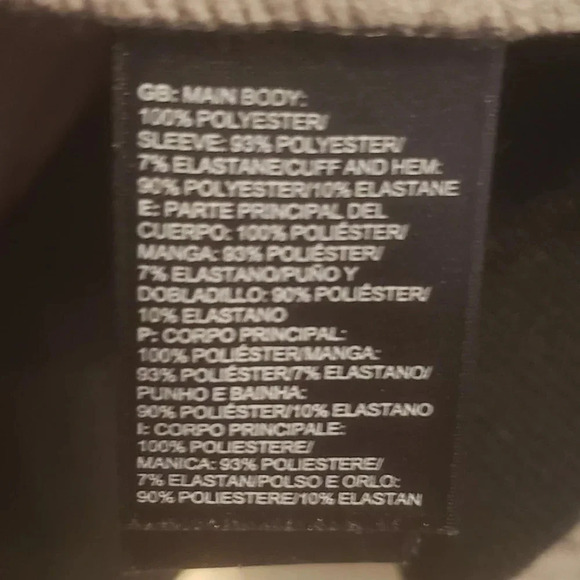 GB: MAIN BODY:
100% POLYESTER/
SLEEVE: 93% POLYESTER/
7% ELASTANE/CUFF AND HEM:
90% POLYESTER/10% ELASTANE
E: PARTE PRINCIPAL DEL
CUERPO: 100% POLIÉSTER/
MANGA: 93% POLIÉSTER/
7% ELASTANO/PUÑO Y
DOBLADILLO: 90% POLIÉSTER/
10% ELASTANO
P: CORPO PRINCIPAL:
100% POLIÉSTER/MANGA:
93% POLIÉSTER/7% ELASTANO/
PUNHO E BAINHA:
90% POLIÉSTER/10% ELASTANO
I: CORPO PRINCIPALE:
100% POLIESTERE/
MANICA: 93% POLIESTERE/
7% ELASTAN/POLSO E ORLO:
90% POLIESTERE/10% ELASTAN